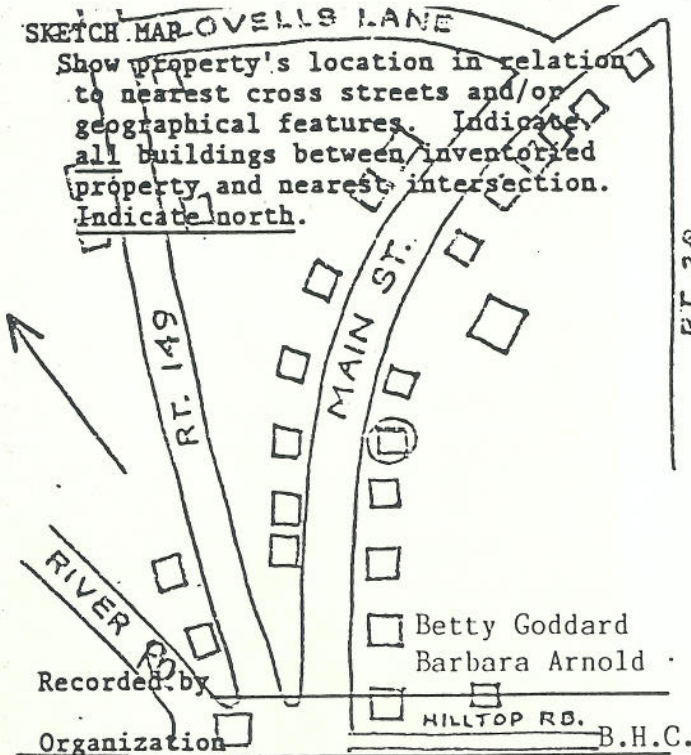 SKETCH MAP
LOVELLS LANE
Show property's location in relation
to nearest cross streets and/or
geographical features. Indicate
all buildings between inventoried
property and nearest intersection.
Indicate north.
RT.
RT. 149
MAIN ST.
RIVER RD.
Betty Goddard
Barbara Arnold
Recorded by
HILLTOP RD.
Organization
B.H.C.